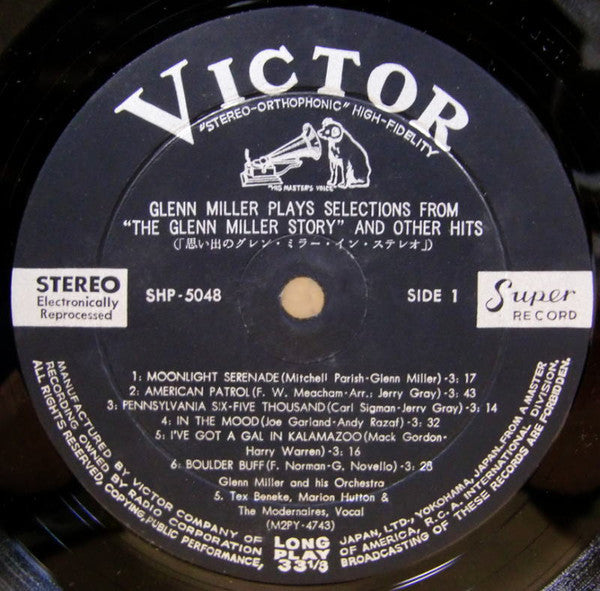 VICTOR
"STEREO-ORTHOPHONIC" HIGH-FIDELITY
"HIS MASTER'S VOICE"
GLENN MILLER PLAYS SELECTIONS FROM
"THE GLENN MILLER STORY" AND OTHER HITS
(「思い出のグレン・ミラー・イン・ステレオ」)
STEREO
Electronically
Reprocessed
SHP-5048
SIDE 1
Super
RECORD
1: MOONLIGHT SERENADE (Mitchell Parish-Glenn Miller)-3: 17
2: AMERICAN PATROL (F. W. Meacham-Arr.: Jerry Gray)-3: 43
3: PENNSYLVANIA SIX-FIVE THOUSAND (Carl Sigman-Jerry Gray)-3: 14
4: IN THE MOOD (Joe Garland-Andy Razaf)-3: 32
5: I'VE GOT A GAL IN KALAMAZOO (Mack Gordon-
Harry Warren)-3: 16
6: BOULDER BUFF (F. Norman-G. Novello)-3: 28
Glenn Miller and his Orchestra
5. Tex Beneke, Marion Hutton &
The Modernaires, Vocal
(M2PY-4743)
LONG
PLAY
33 1/3
MANUFACTURED BY VICTOR COMPANY OF JAPAN, LTD., YOKOHAMA, JAPAN. FROM A MASTER
RECORDING OWNED BY RADIO CORPORATION OF AMERICA, R.C.A. INTERNATIONAL DIVISION.
ALL RIGHTS RESERVED, COPYING, PUBLIC PERFORMANCE, BROADCASTING OF THESE RECORDS ARE FORBIDDEN.